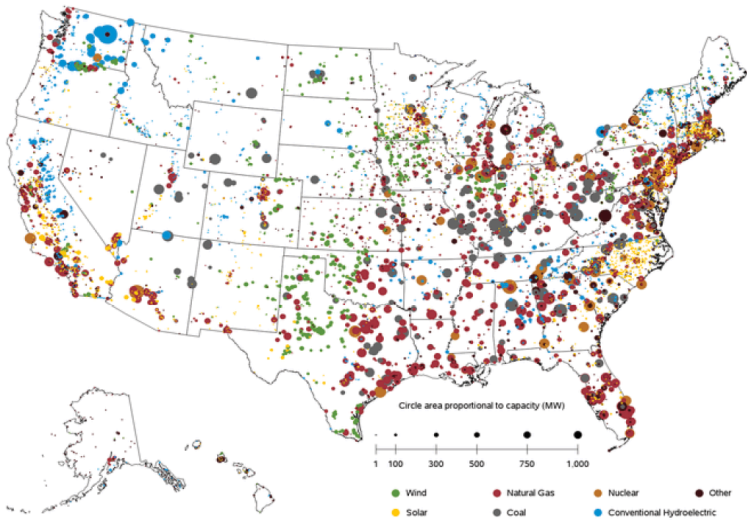 Circle area proportional to capacity (MW)
1 100 300 500 750 1,000
Wind Natural Gas Nuclear Other
Solar Coal Conventional Hydroelectric